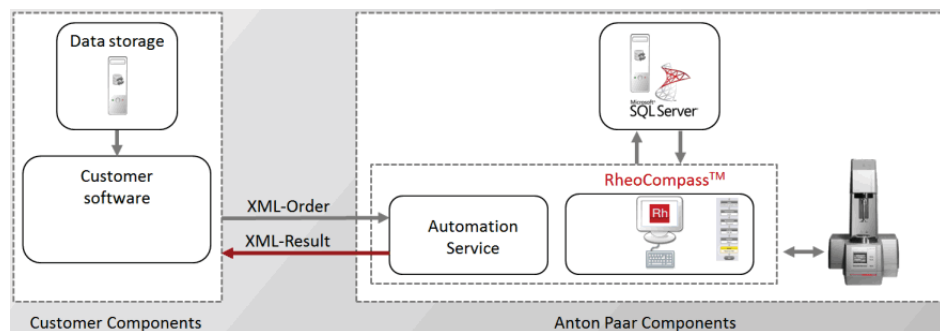 Data storage
Customer
software
XML-Order
XML-Result
Microsoft®
SQL Server®
RheoCompass™
Automation
Service
Rh
Customer Components
Anton Paar Components